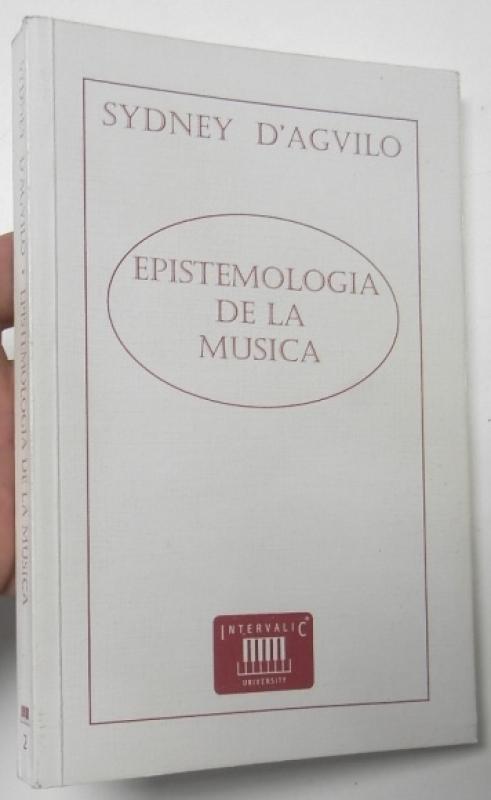 SYDNEY D'AGVILO
EPISTEMOLOGIA
DE LA
MUSICA
INTERVALIC®
UNIVERSITY
SYDNEY D'AGVILO · EPISTEMOLOGIA DE LA MUSICA
2